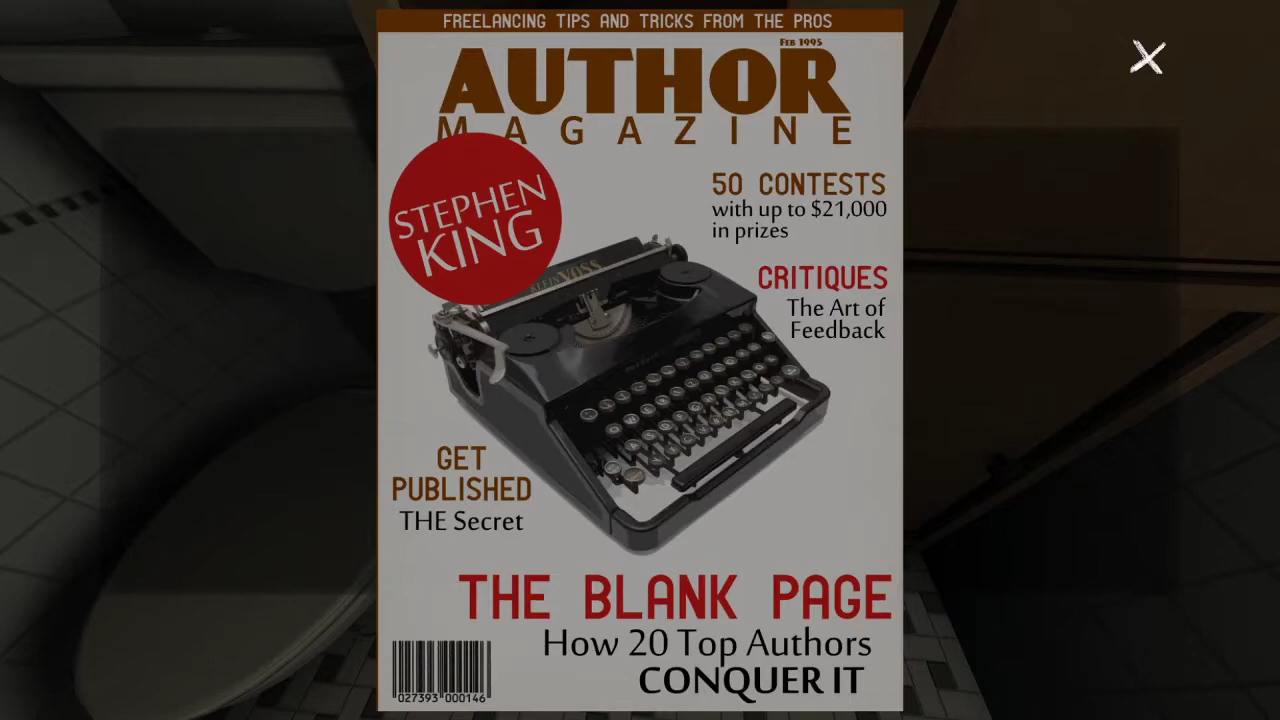 FREELANCING TIPS AND TRICKS FROM THE PROS
FEB 1995
AUTHOR
MAGAZINE
STEPHEN
KING
50 CONTESTS
with up to $21,000
in prizes
KLEIN VOSS
CRITIQUES
The Art of
Feedback
GET
PUBLISHED
THE Secret
THE BLANK PAGE
How 20 Top Authors
CONQUER IT
027393 000146